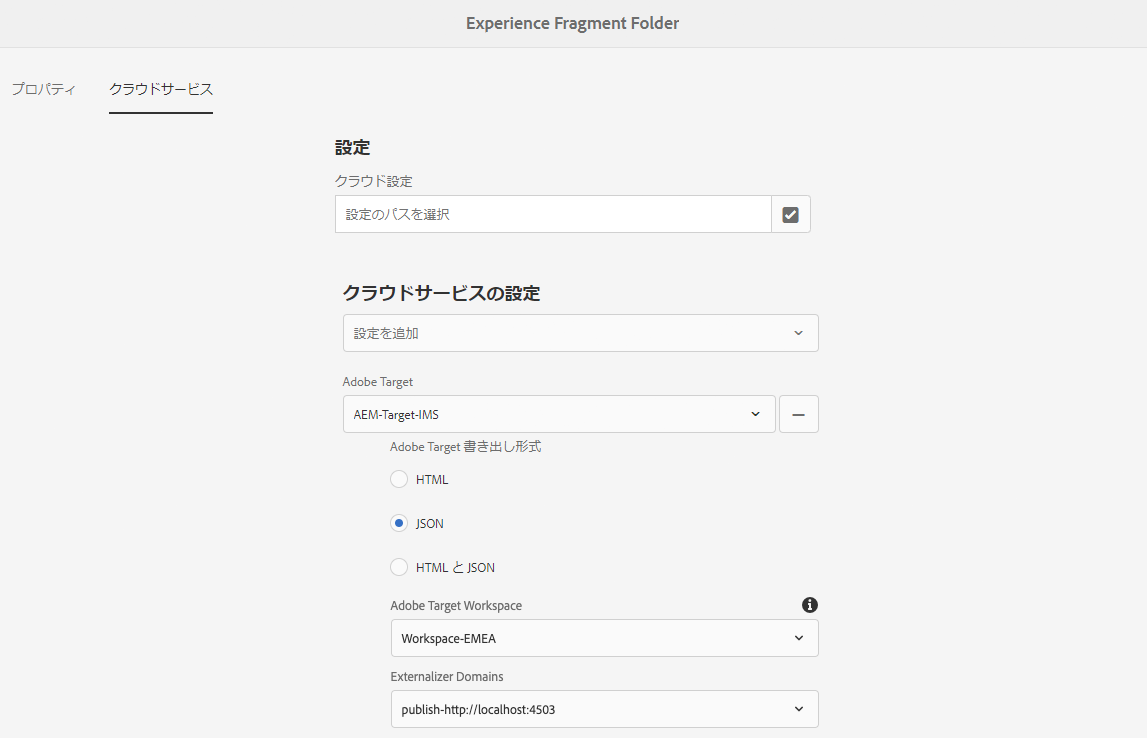 Experience Fragment Folder
プロパティ クラウドサービス
設定
クラウド設定
設定のパスを選択
クラウドサービスの設定
設定を追加
Adobe Target
AEM-Target-IMS
Adobe Target 書き出し形式
HTML
JSON
HTML と JSON
Adobe Target Workspace
Workspace-EMEA
Externalizer Domains
publish-http://localhost:4503